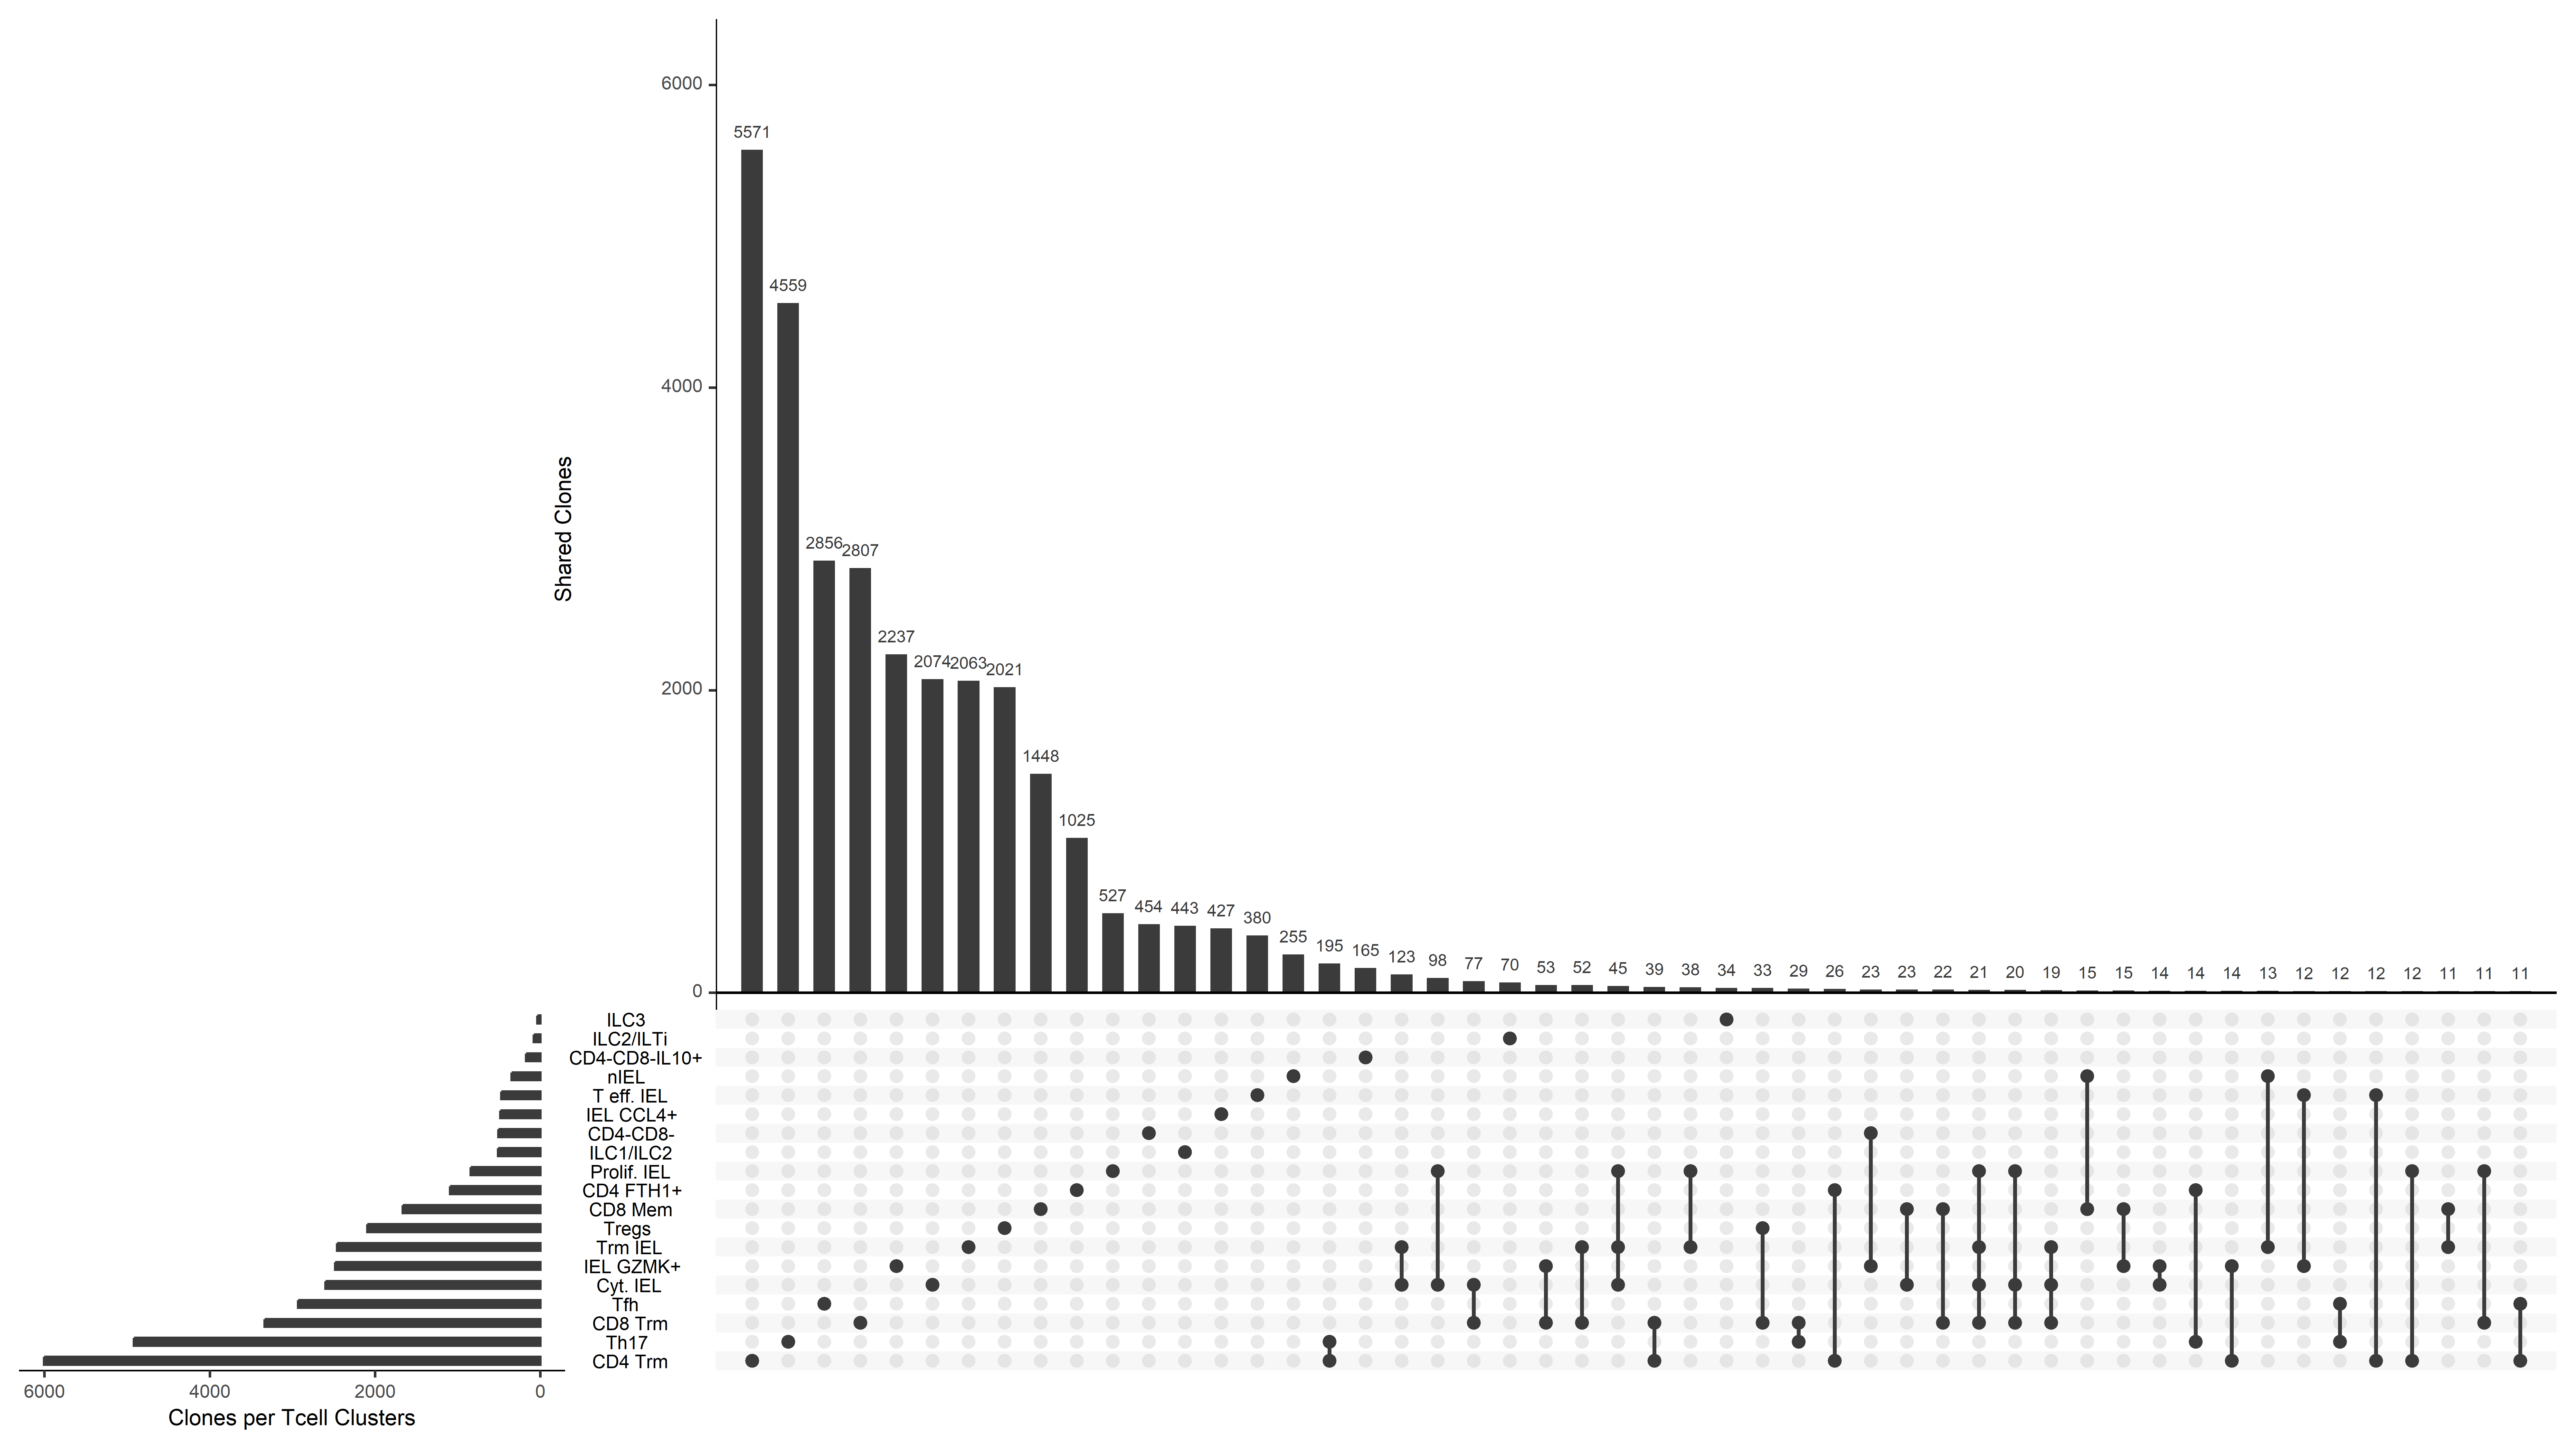 6000
4000
2000
0
Shared Clones
5571
4559
2856
2807
2237
2074
2063
2021
1448
1025
527
454
443
427
380
255
195
165
123
98
77
70
53
52
45
39
38
34
33
29
26
23
23
22
21
20
19
15
15
14
14
14
13
12
12
12
12
11
11
11
ILC3
ILC2/ILTi
CD4-CD8-IL10+
nIEL
T eff. IEL
IEL CCL4+
CD4-CD8-
ILC1/ILC2
Prolif. IEL
CD4 FTH1+
CD8 Mem
Tregs
Trm IEL
IEL GZMK+
Cyt. IEL
Tfh
CD8 Trm
Th17
CD4 Trm
6000 4000 2000 0
Clones per Tcell Clusters